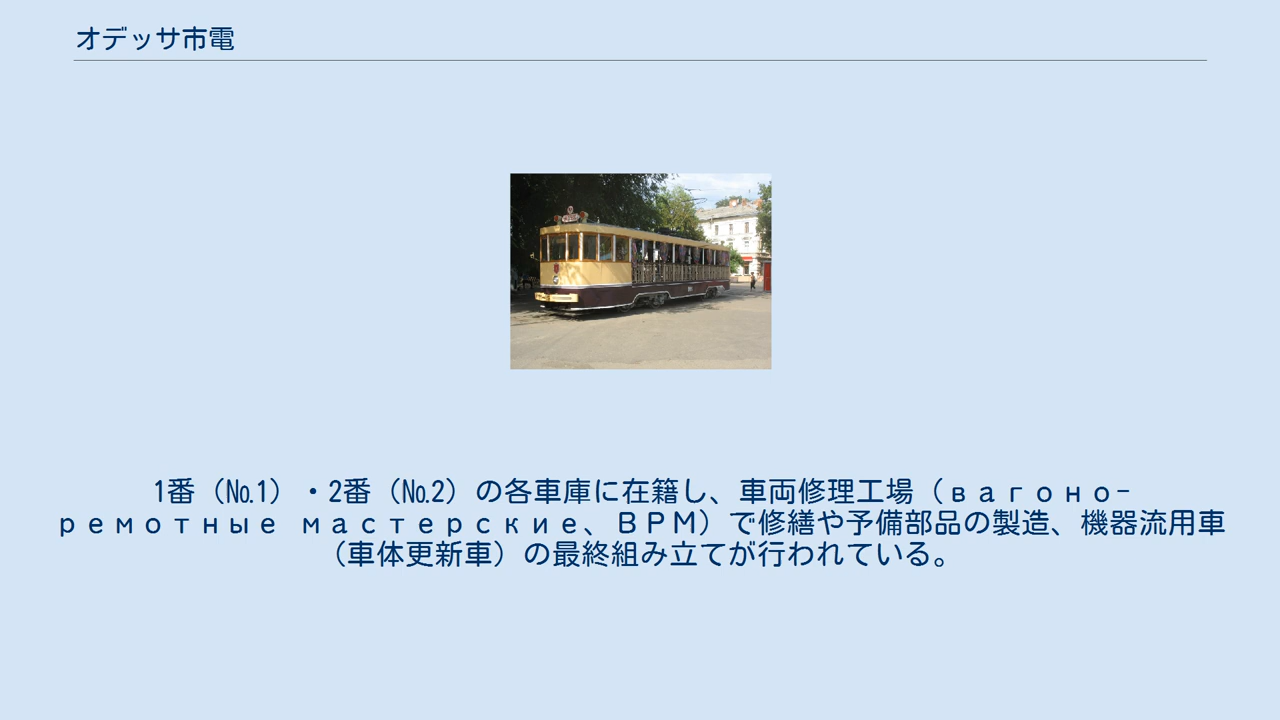 オデッサ市電
1番（№1）・2番（№2）の各車庫に在籍し、車両修理工場（вагоно-
ремотные мастерские、ВРМ）で修繕や予備部品の製造、機器流用車
（車体更新車）の最終組み立てが行われている。